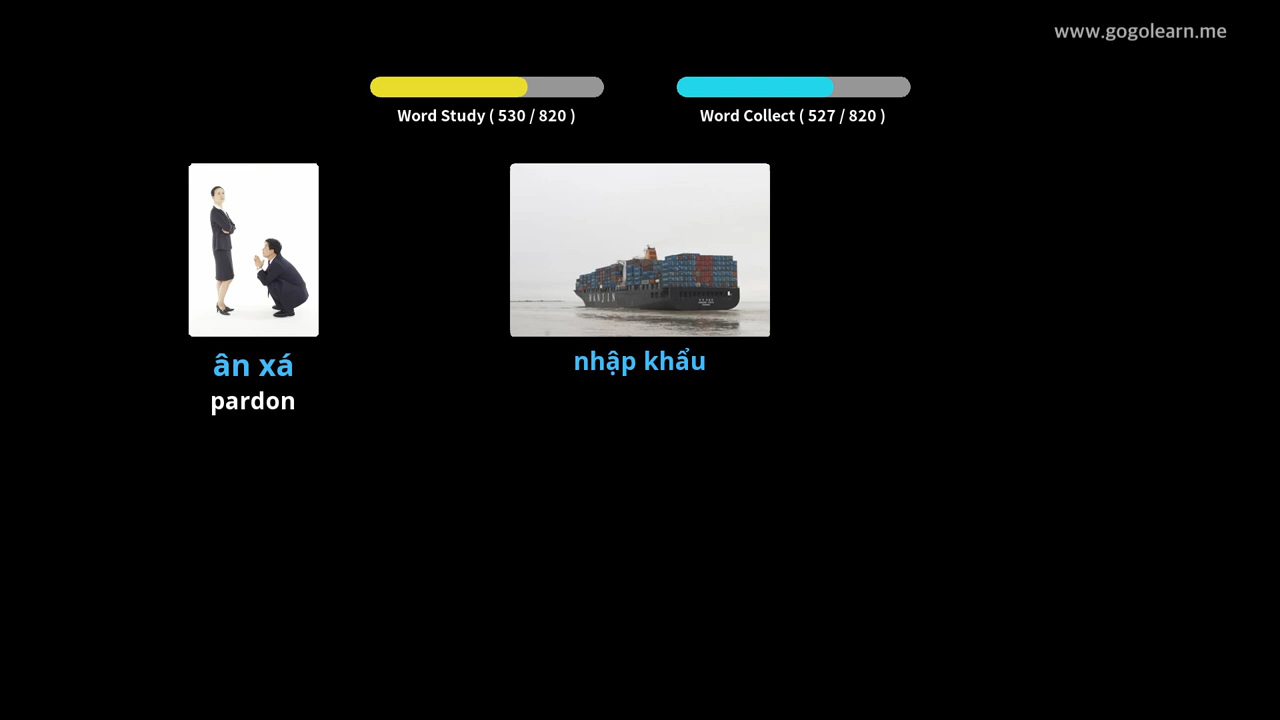 www.gogolearn.me
Word Study ( 530 / 820 )
Word Collect ( 527 / 820 )
ân xá
pardon
nhập khẩu